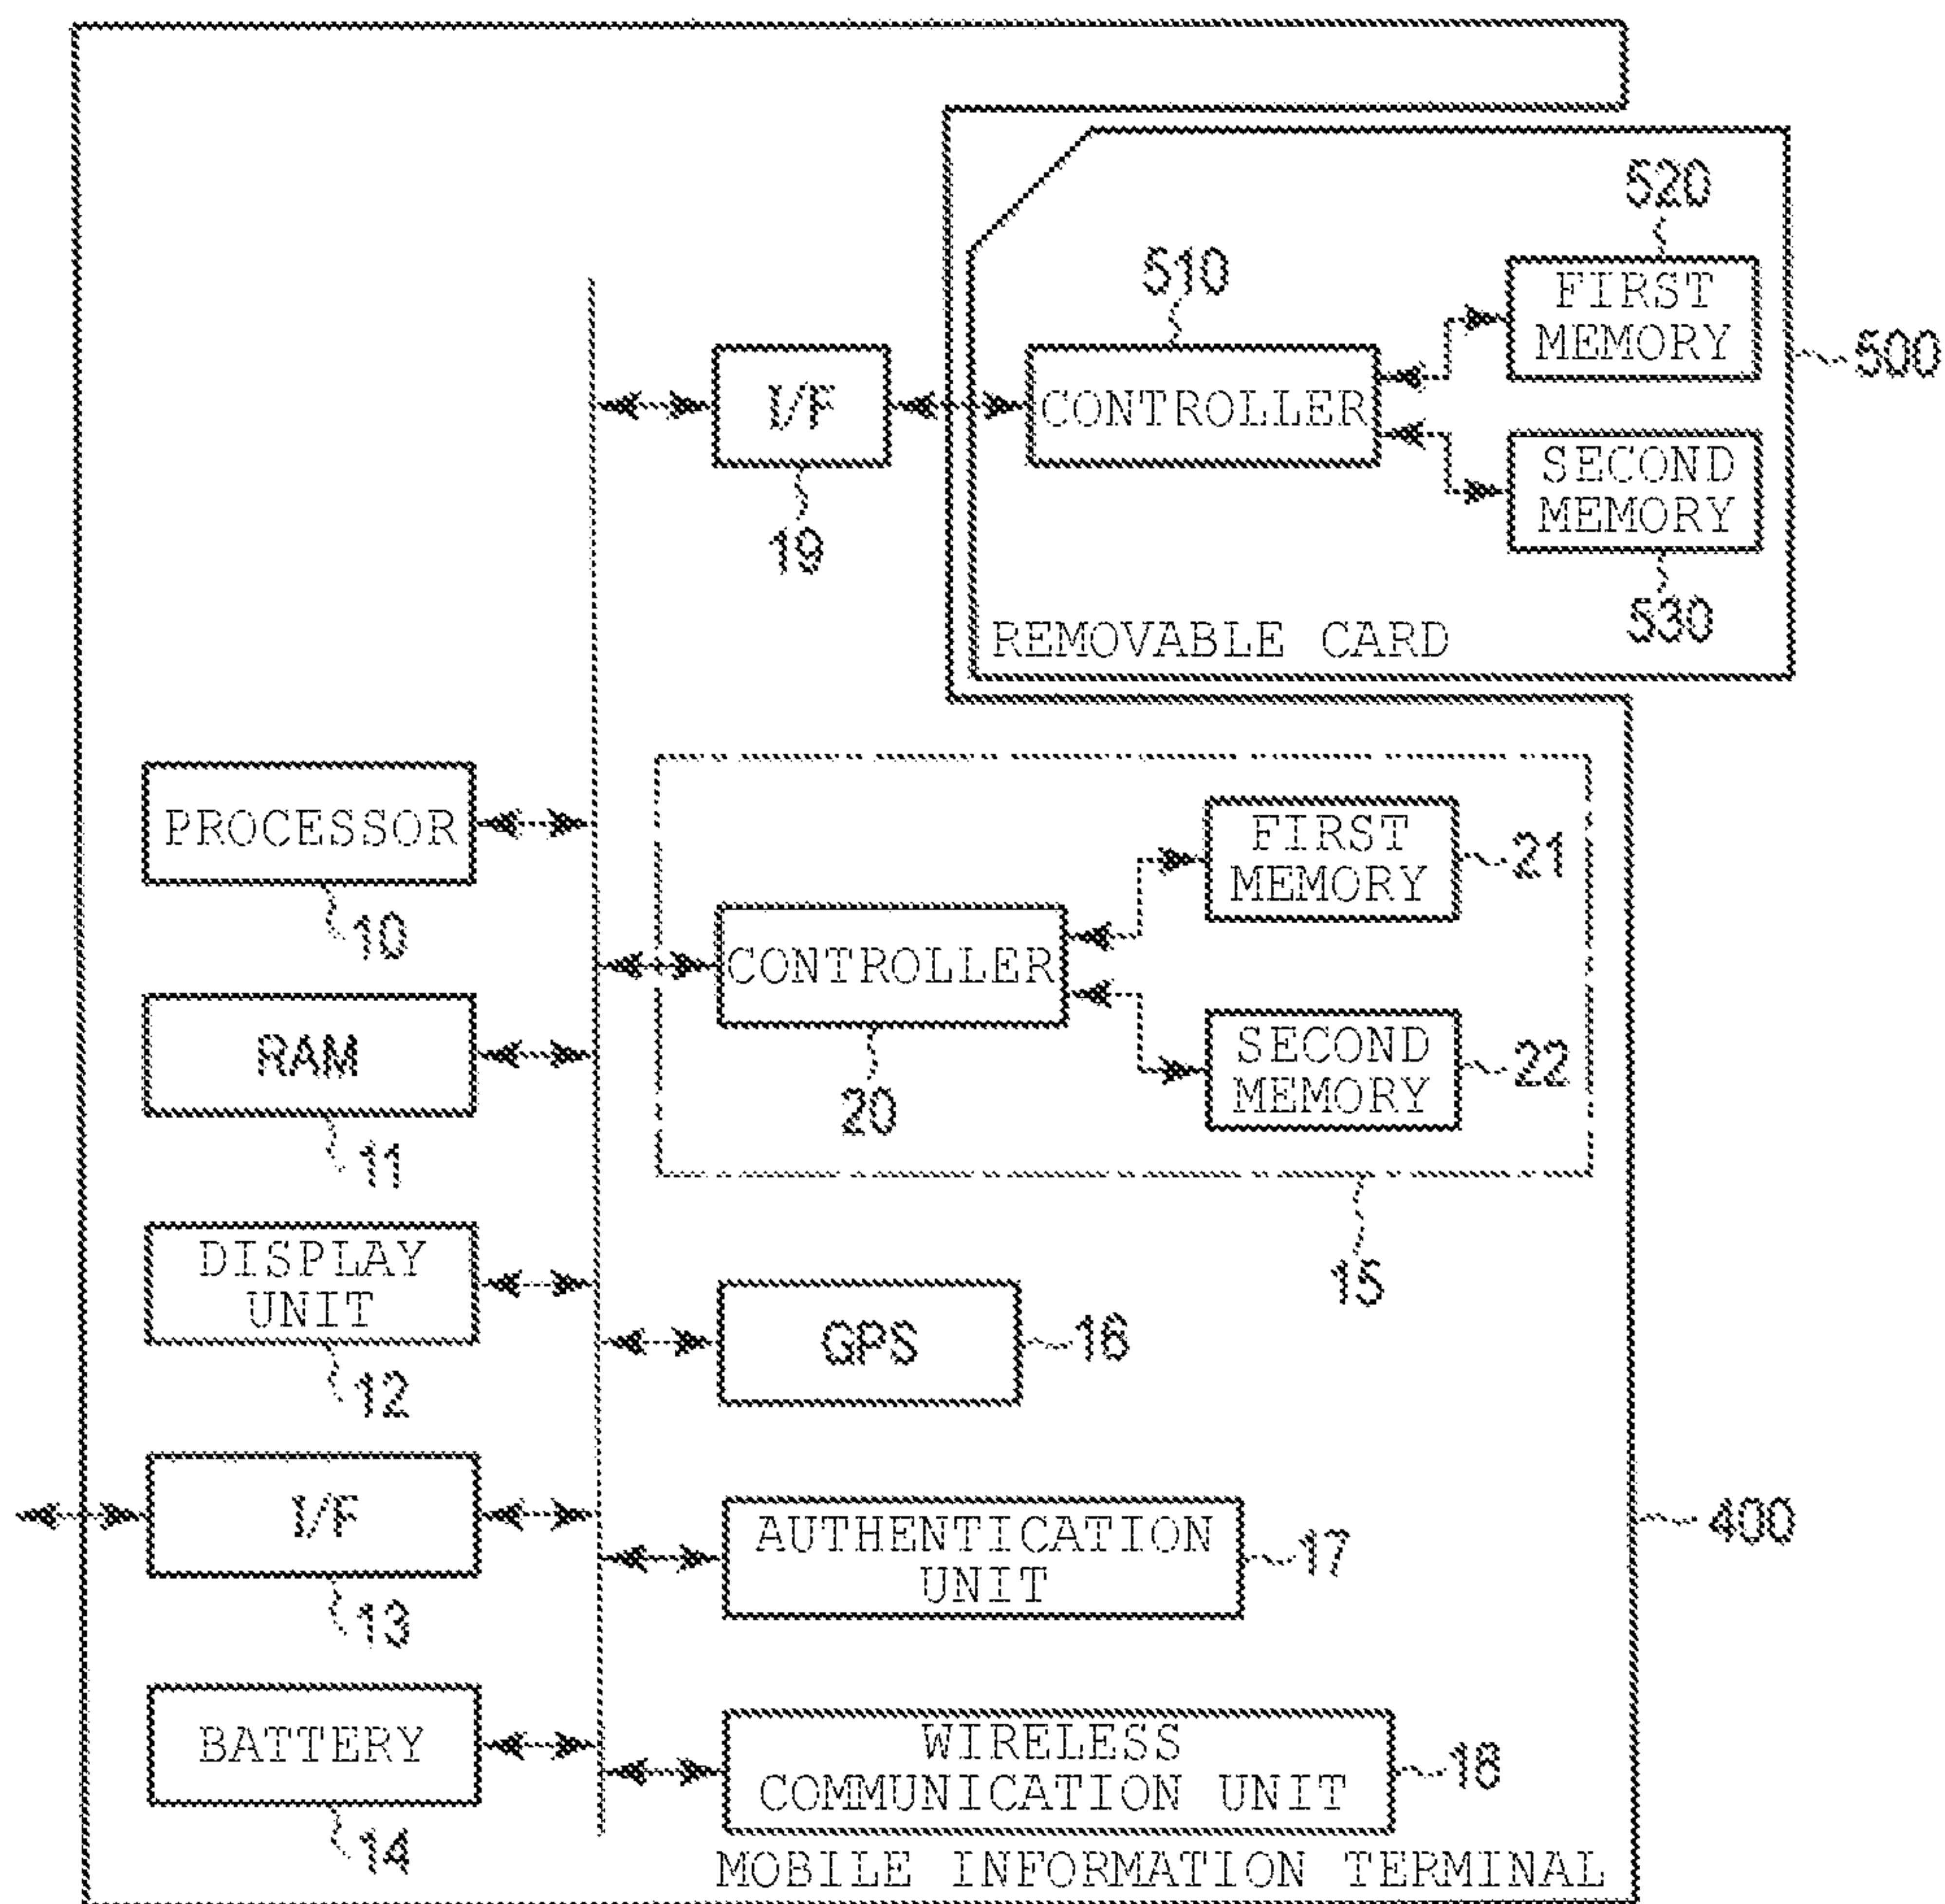 520
510
FIRST
MEMORY
500
I/F
CONTROLLER
SECOND
MEMORY
19
530
REMOVABLE CARD
PROCESSOR
10
FIRST
MEMORY
21
CONTROLLER
20
RAM
11
SECOND
MEMORY
22
15
DISPLAY
UNIT
12
GPS
16
I/F
13
AUTHENTICATION
UNIT
17
400
BATTERY
14
WIRELESS
COMMUNICATION UNIT
18
MOBILE INFORMATION TERMINAL